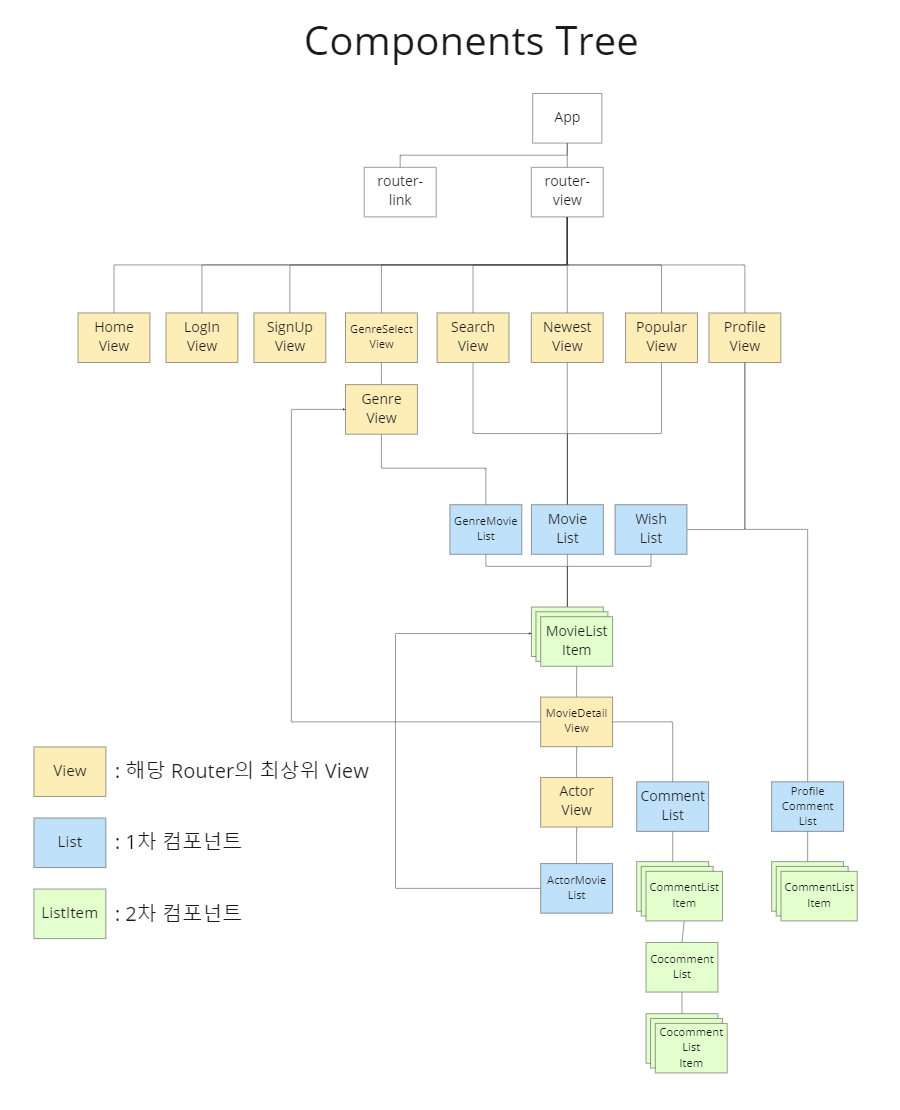 Components Tree
App
router-
link
router-
view
Home
View
LogIn
View
SignUp
View
GenreSelect
View
Search
View
Newest
View
Popular
View
Profile
View
Genre
View
GenreMovie
List
Movie
List
Wish
List
MovieList
Item
MovieDetail
View
View
: 해당 Router의 최상위 View
Actor
View
Comment
List
Profile
Comment
List
List
: 1차 컴포넌트
ActorMovie
List
CommentList
Item
CommentList
Item
ListItem
: 2차 컴포넌트
Cocomment
List
Cocomment
List
Item